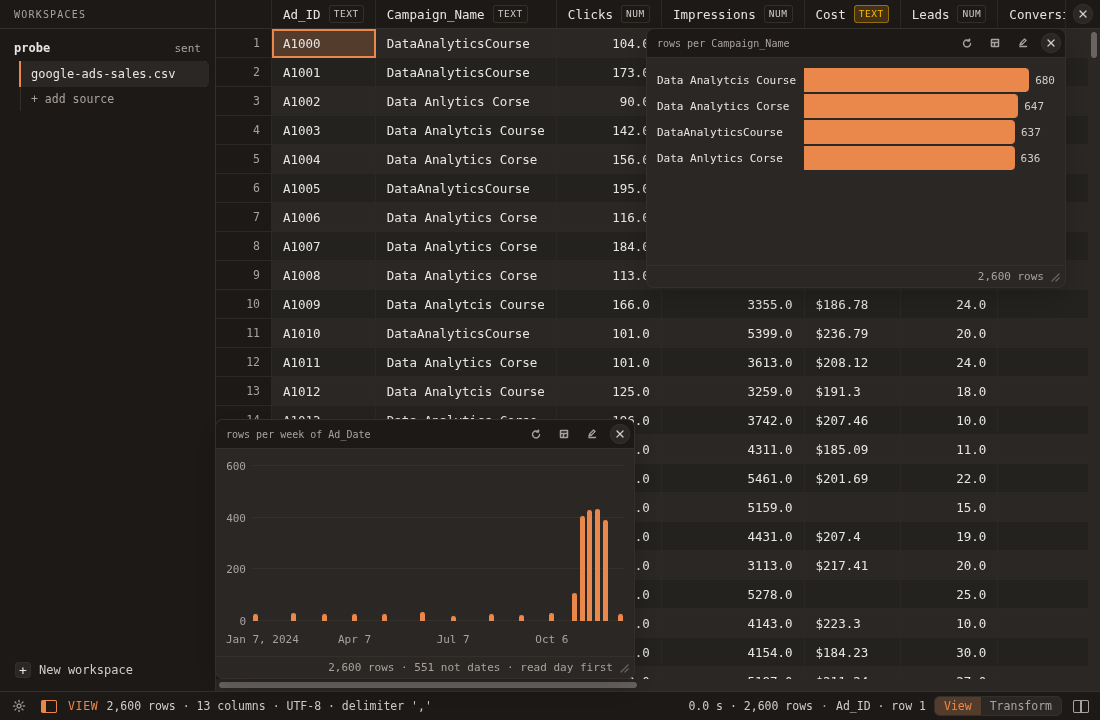 WORKSPACES
probe sent
google-ads-sales.csv
+ add source
+ New workspace
Ad_ID TEXT Campaign_Name TEXT Clicks NUM Impressions NUM Cost TEXT Leads NUM
1 A1000 DataAnalyticsCourse
2 A1001 DataAnalyticsCourse
3 A1002 Data Anlytics Corse
4 A1003 Data Analytcis Course
5 A1004 Data Analytics Corse
6 A1005 DataAnalyticsCourse
7 A1006 Data Analytics Corse
8 A1007 Data Analytics Corse
9 A1008 Data Analytics Corse
10 A1009 Data Analytcis Course 166.0 3355.0 $186.78 24.0
11 A1010 DataAnalyticsCourse 101.0 5399.0 $236.79 20.0
12 A1011 Data Anlytics Corse 101.0 3613.0 $208.12 24.0
13 A1012 Data Analytcis Course 125.0 3259.0 $191.3 18.0
3742.0 $207.46 10.0
4311.0 $185.09 11.0
5461.0 $201.69 22.0
5159.0 15.0
4431.0 $207.4 19.0
3113.0 $217.41 20.0
5278.0 25.0
4143.0 $223.3 10.0
4154.0 $184.23 30.0
rows per Campaign_Name
Data Analytcis Course 680
Data Analytics Corse 647
DataAnalyticsCourse 637
Data Anlytics Corse 636
2,600 rows
rows per week of Ad_Date
600
400
200
0
Jan 7, 2024 Apr 7 Jul 7 Oct 6
2,600 rows · 551 not dates · read day first
VIEW 2,600 rows · 13 columns · UTF-8 · delimiter ','
0.0 s · 2,600 rows · Ad_ID · row 1 View Transform